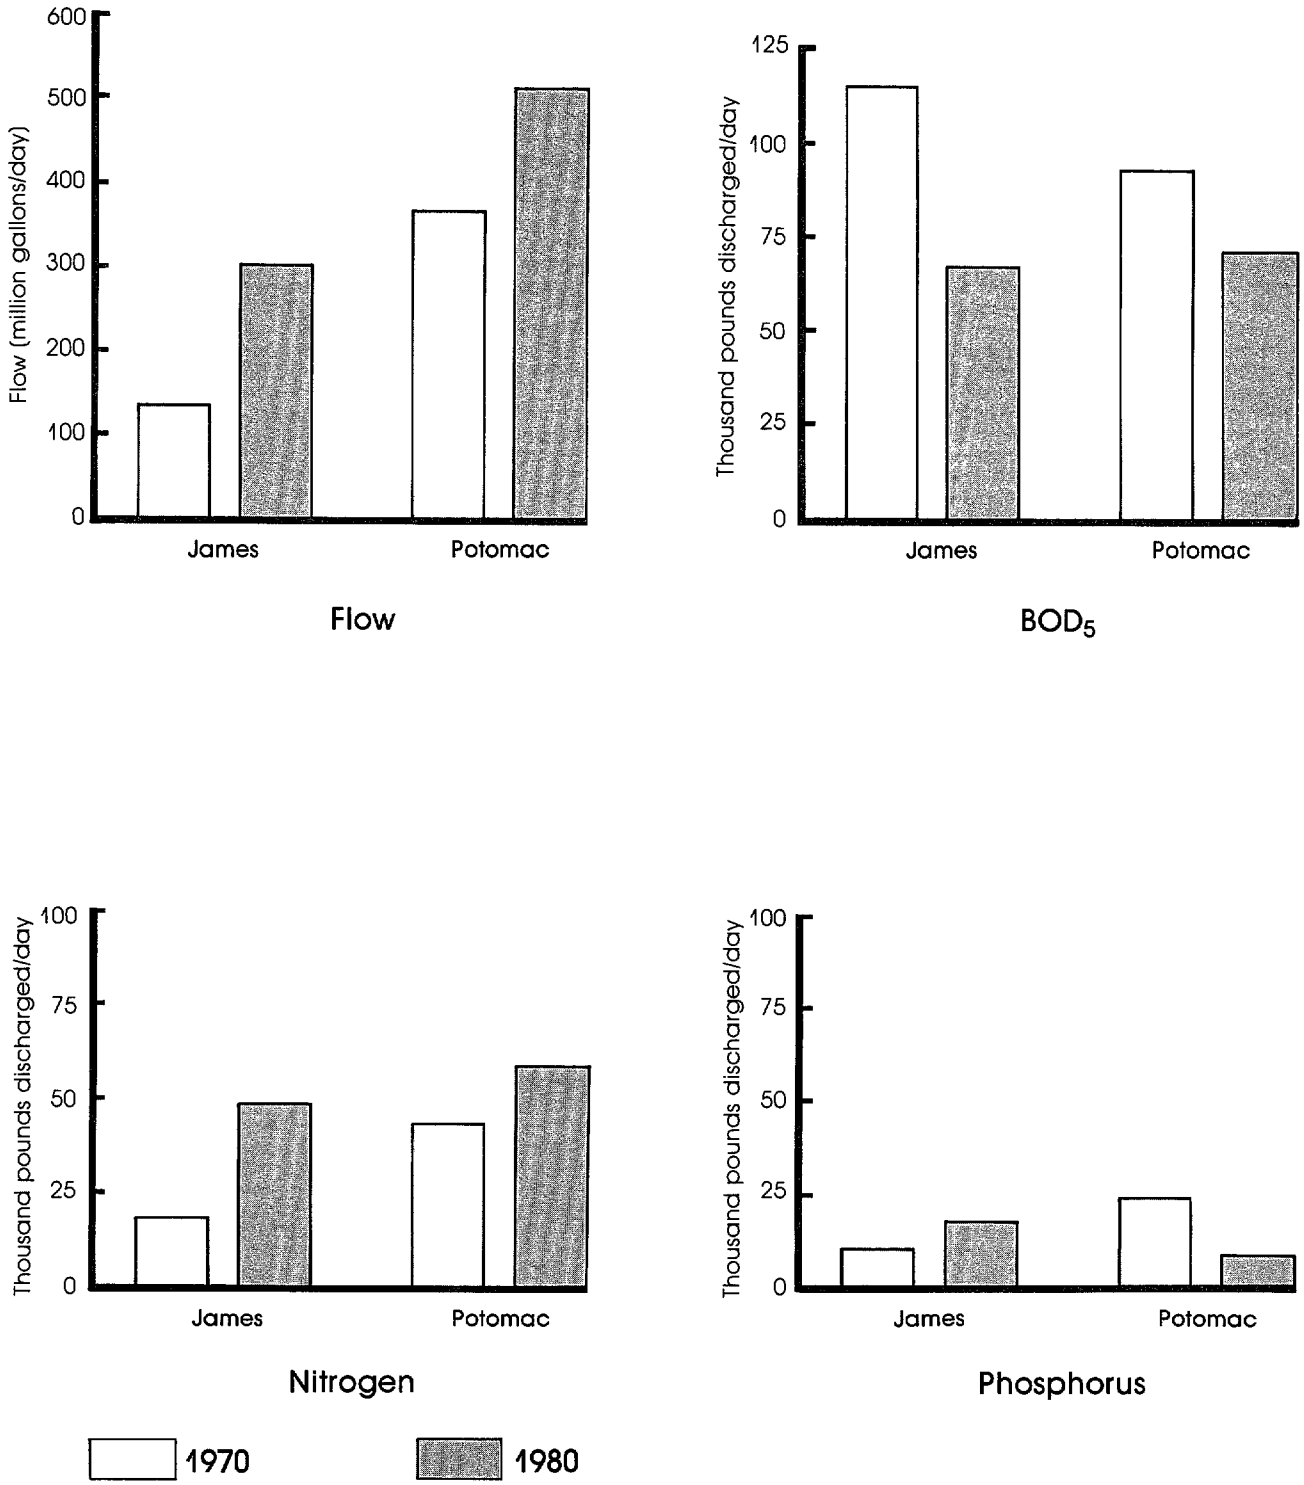 Flow (million gallons/day)
600
500
400
300
200
100
0
James Potomac
Flow
Thousand pounds discharged/day
125
100
75
50
25
0
James Potomac
BOD5
Thousand pounds discharged/day
100
75
50
25
0
James Potomac
Nitrogen
Thousand pounds discharged/day
100
75
50
25
0
James Potomac
Phosphorus
1970 1980